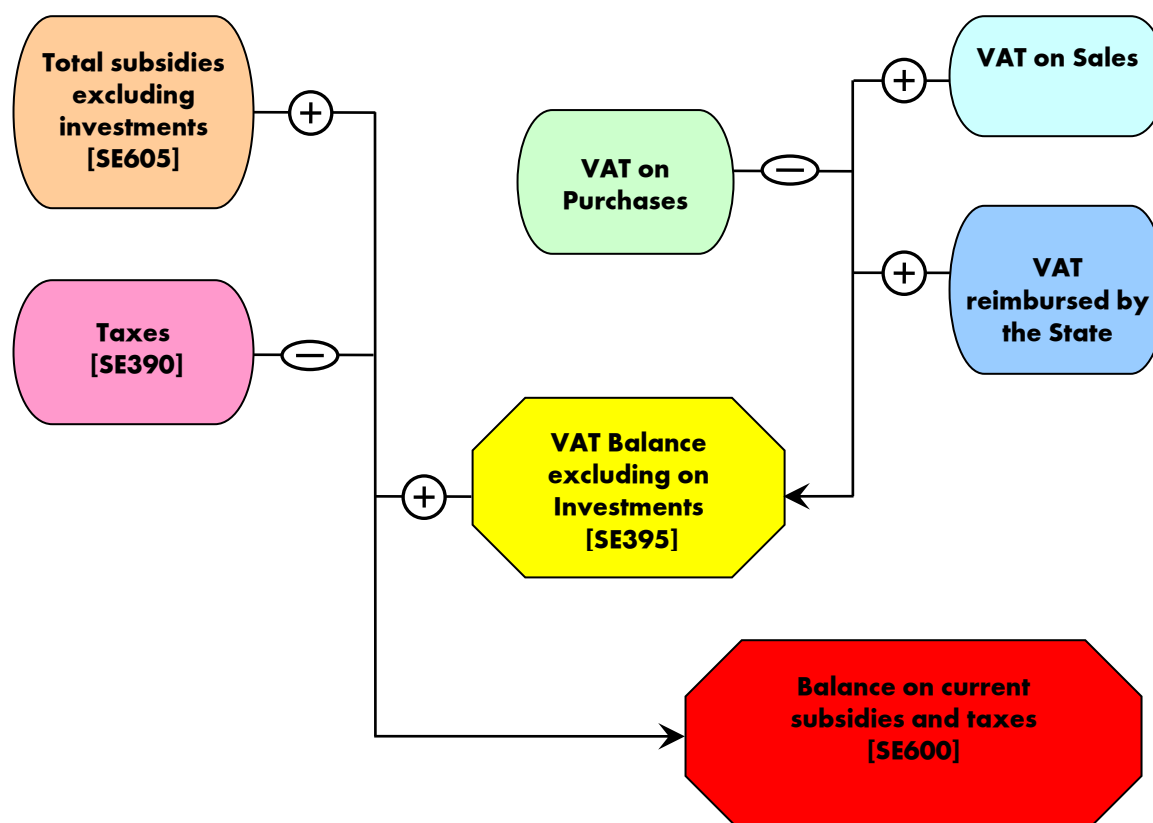 Total subsidies
excluding
investments
[SE605]
+
VAT on Sales
+
VAT on
Purchases
−
VAT
reimbursed by
the State
+
Taxes
[SE390]
−
VAT Balance
excluding on
Investments
[SE395]
+
Balance on current
subsidies and taxes
[SE600]